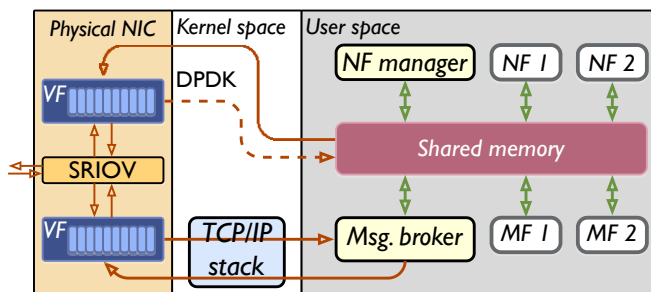 Physical NIC
Kernel space
User space
NF manager
NF 1
NF 2
VF
DPDK
Shared memory
SRIOV
VF
TCP/IP
stack
Msg. broker
MF 1
MF 2